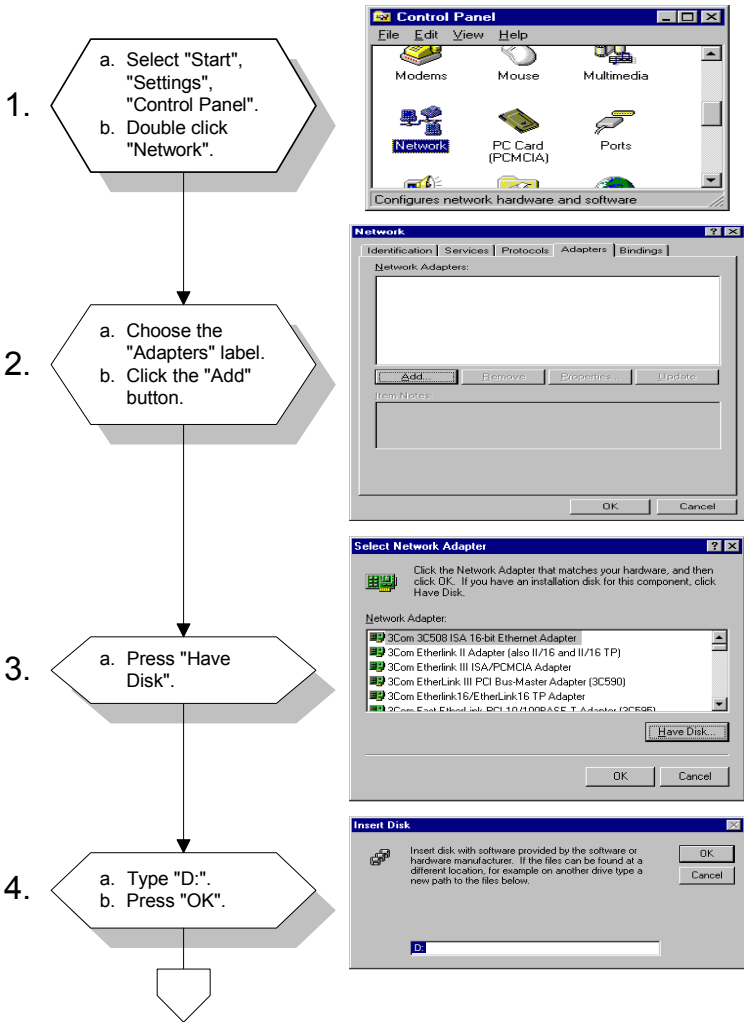 1.
a. Select "Start",
"Settings",
"Control Panel".
b. Double click
"Network".
Control Panel
File Edit View Help
Modems Mouse Multimedia
Network PC Card (PCMCIA) Ports
Configures network hardware and software
2.
a. Choose the
"Adapters" label.
b. Click the "Add"
button.
Network
Identification Services Protocols Adapters Bindings
Network Adapters:
Add... Remove Properties... Update
Item Notes:
OK Cancel
3.
a. Press "Have
Disk".
Select Network Adapter
Click the Network Adapter that matches your hardware, and then
click OK. If you have an installation disk for this component, click
Have Disk.
Network Adapter:
3Com 3C508 ISA 16-bit Ethernet Adapter
3Com Etherlink II Adapter (also II/16 and II/16 TP)
3Com Etherlink III ISA/PCMCIA Adapter
3Com EtherLink III PCI Bus-Master Adapter (3C590)
3Com Etherlink16/EtherLink16 TP Adapter
3Com Fast EtherLink PCI 10/100BASE-T Adapter (3C595)
Have Disk...
OK Cancel
4.
a. Type "D:".
b. Press "OK".
Insert Disk
Insert disk with software provided by the software or
hardware manufacturer. If the files can be found at a
different location, for example on another drive type a
new path to the files below.
OK
Cancel
D: